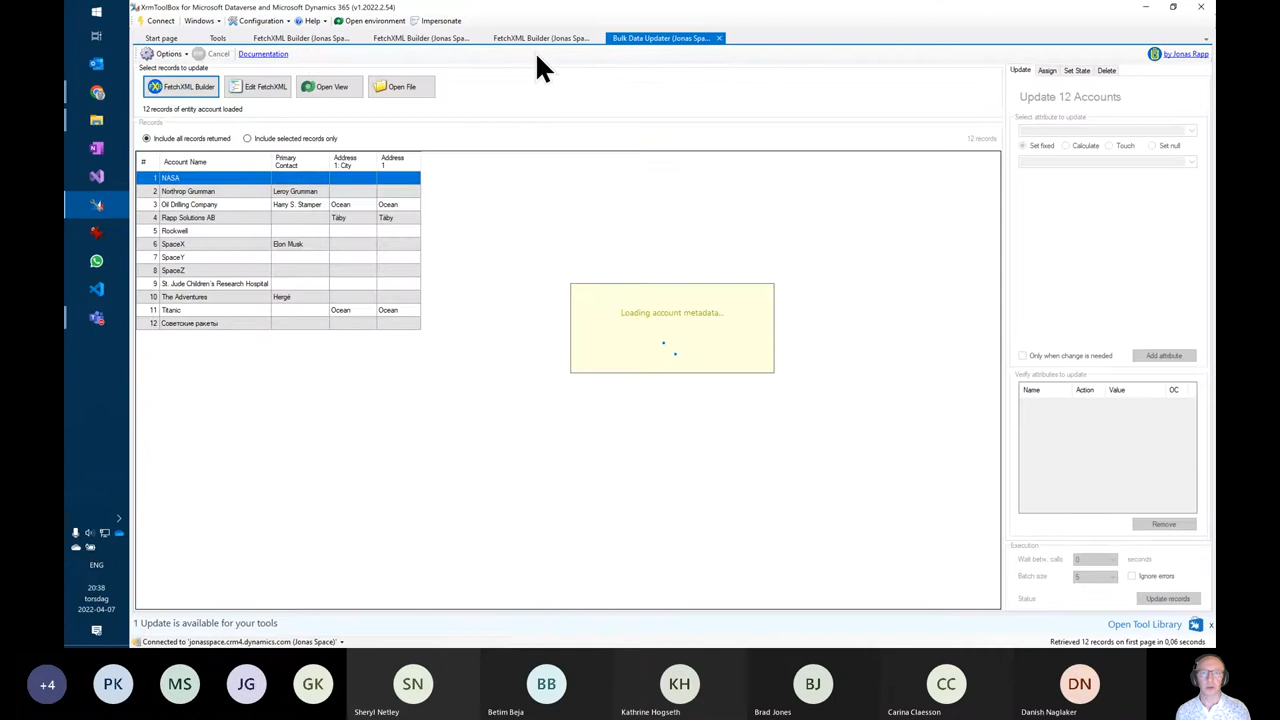 XrmToolBox for Microsoft Dataverse and Microsoft Dynamics 365 (v1.2022.2.54)
Connect Windows Configuration Help Open environment Impersonate
Start page Tools FetchXML Builder (Jonas Spa... FetchXML Builder (Jonas Spa... FetchXML Builder (Jonas Spa... Bulk Data Updater (Jonas Spa...
Options Cancel Documentation by Jonas Rapp
Select records to update
FetchXML Builder Edit FetchXML Open View Open File
12 records of entity account loaded
Records
Include all records returned Include selected records only 12 records
# Account Name Primary Contact Address 1: City Address 1
1 NASA
2 Northrop Grumman Leroy Grumman
3 Oil Drilling Company Harry S. Stamper Ocean Ocean
4 Rapp Solutions AB Täby Täby
5 Rockwell
6 SpaceX Elon Musk
7 SpaceY
8 SpaceZ
9 St. Jude Children's Research Hospital
10 The Adventures Hergé
11 Titanic Ocean Ocean
12 Советские ракеты
Loading account metadata...
Update Assign Set State Delete
Update 12 Accounts
Select attribute to update
Set fixed Calculate Touch Set null
Only when change is needed Add attribute
Verify attributes to update
Name Action Value OC
Remove
Execution
Wait betw. calls 0 seconds
Batch size 5 Ignore errors
Status Update records
1 Update is available for your tools Open Tool Library x
Connected to 'jonasspace.crm4.dynamics.com (Jonas Space)' Retrieved 12 records on first page in 0,06 seconds
ENG
20:38
torsdag
2022-04-07
+4 PK MS JG GK SN BB KH BJ CC DN
Sheryl Netley Betim Beja Kathrine Hogseth Brad Jones Carina Claesson Danish Naglaker